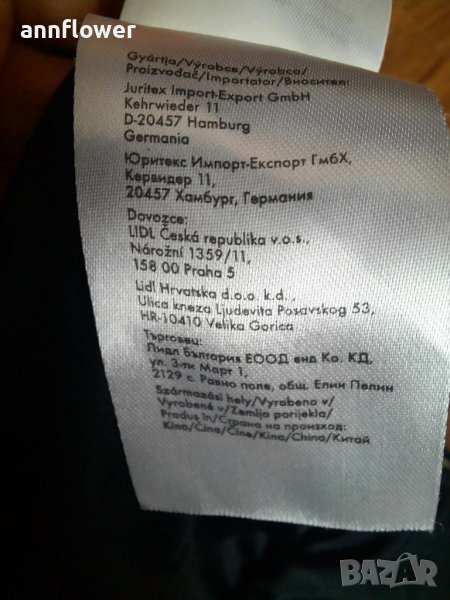 annflower
Gyártja/Výrobce/Výrobca/
Proizvođač/Importator/Вносител:
Juritex Import-Export GmbH
Kehrwieder 11
D-20457 Hamburg
Germania
Юритекс Импорт-Експорт ГмбХ,
Кервидер 11,
20457 Хамбург, Германия
Dovozce:
LIDL Česká republika v.o.s.,
Nárožní 1359/11,
158 00 Praha 5
Lidl Hrvatska d.o.o. k.d.,
Ulica kneza Ljudevita Posavskog 53,
HR-10410 Velika Gorica
Търговец:
Лидл България ЕООД енд Ко. КД,
ул. 3-ти Март 1,
2129 с. Равно поле, общ. Елин Пелин
Származási hely/Vyrobeno v/
Vyrobené v/Zemlja porijekla/
Produs in/Страна на произход:
Kína/Čína/Čína/Kina/China/Китай
BAZAR